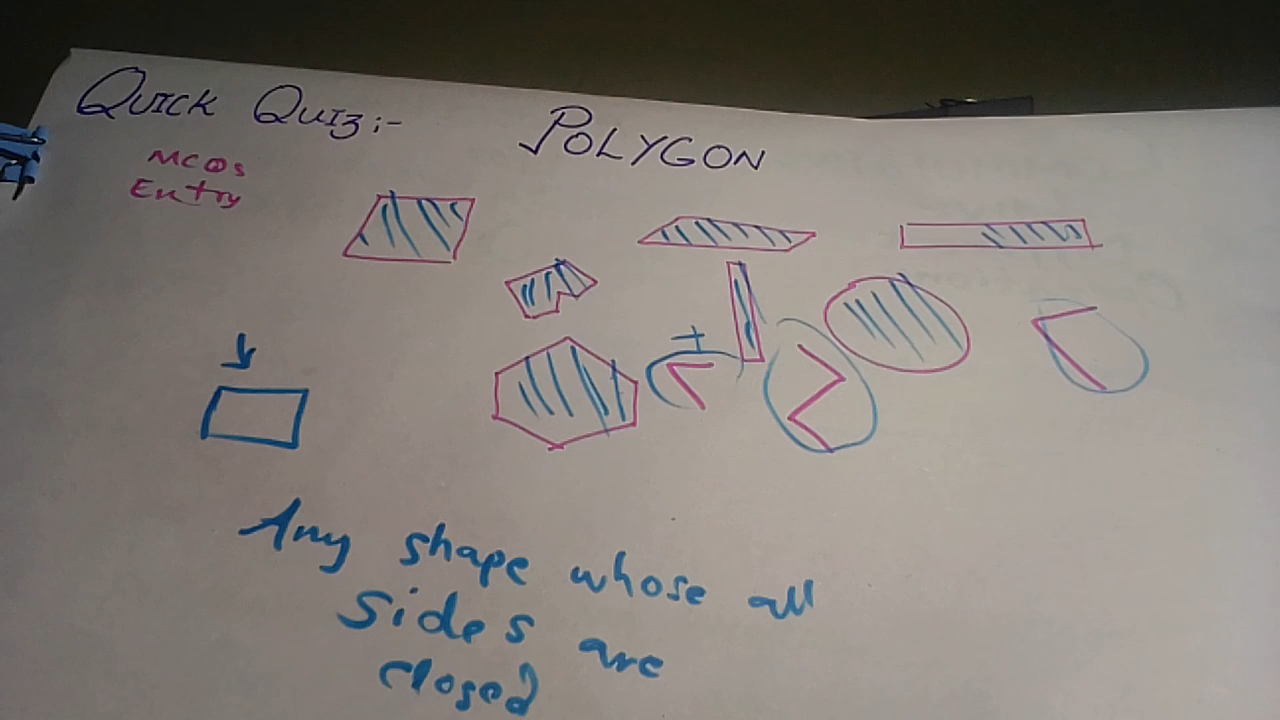 QUICK QUIZ:-
POLYGON
MCQs
Entry
Any shape whose all
sides are
closed